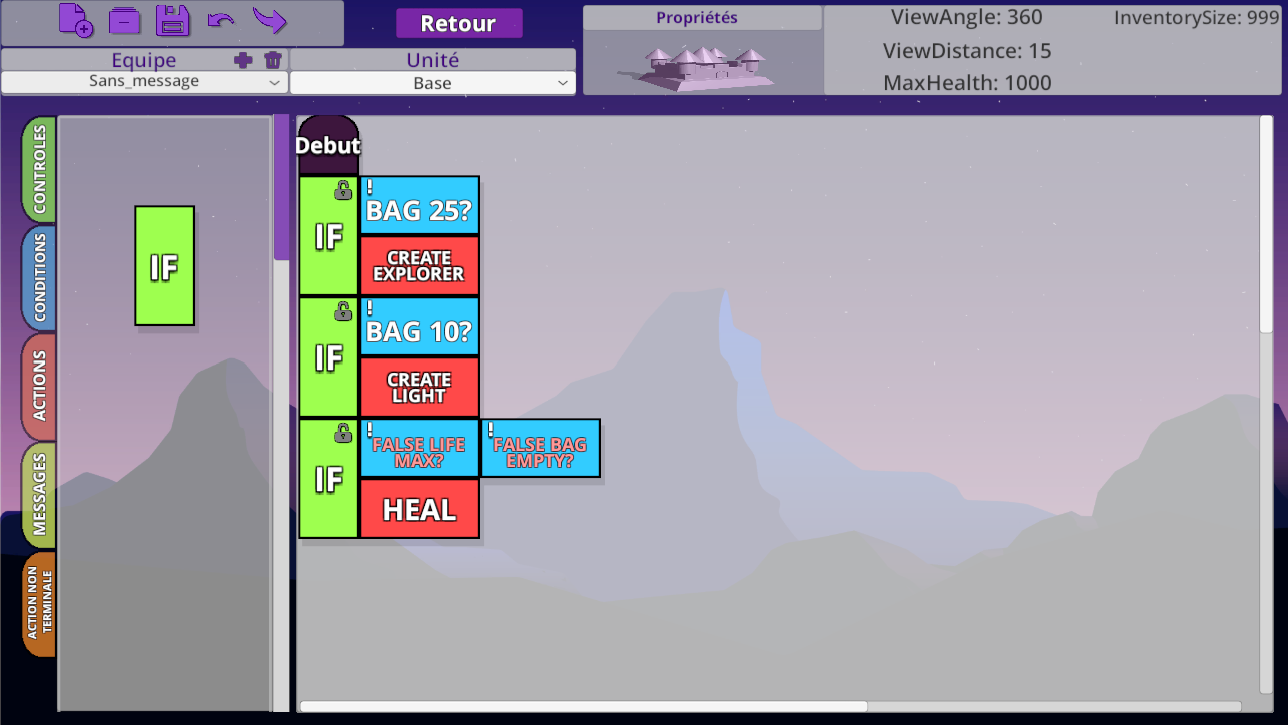 Retour
Propriétés
ViewAngle: 360
InventorySize: 999
ViewDistance: 15
MaxHealth: 1000
Equipe
Unité
Sans_message
Base
CONTROLES
CONDITIONS
ACTIONS
MESSAGES
ACTION NON
TERMINALE
IF
Debut
IF
!
BAG 25?
CREATE
EXPLORER
IF
!
BAG 10?
CREATE
LIGHT
IF
!
FALSE LIFE
MAX?
!
FALSE BAG
EMPTY?
HEAL